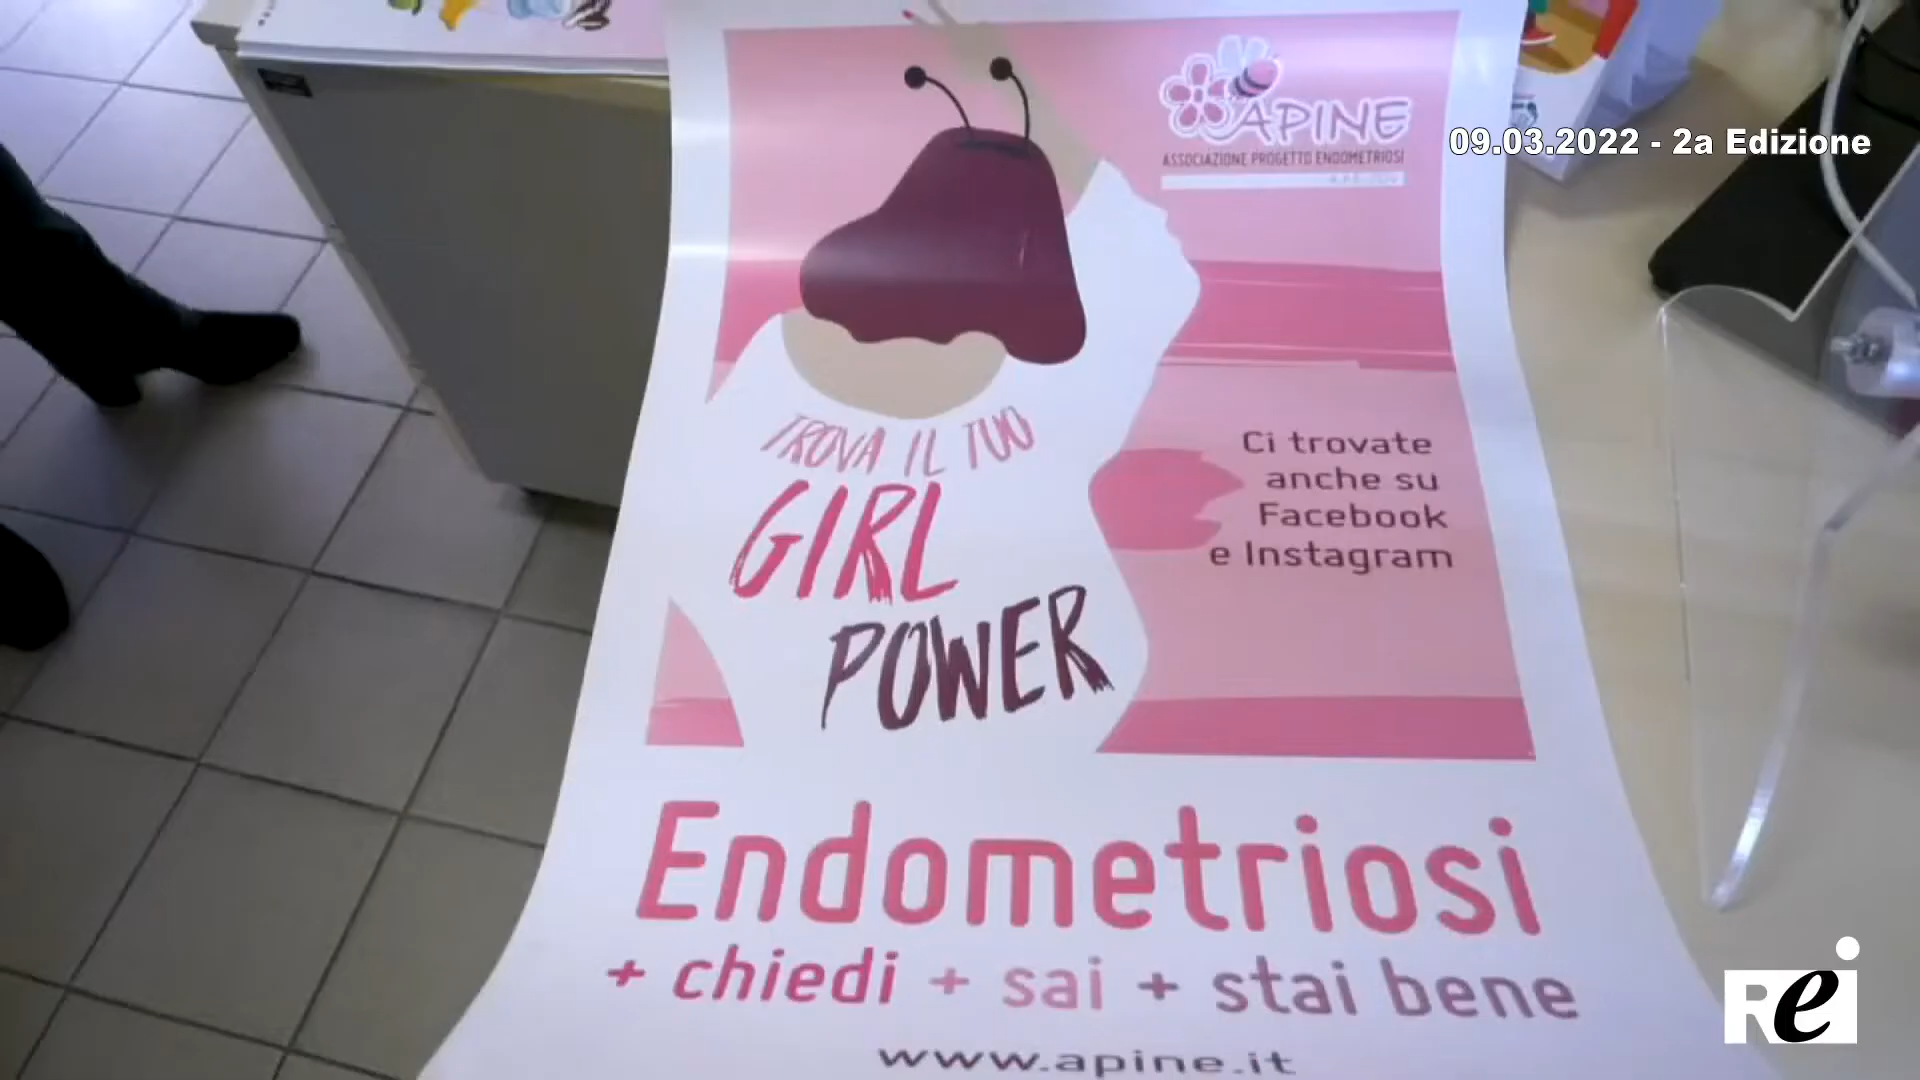 APINE
ASSOCIAZIONE PROGETTO ENDOMETRIOSI
09.03.2022 - 2a Edizione
TROVA IL TUO
GIRL
POWER
Ci trovate
anche su
Facebook
e Instagram
Endometriosi
+ chiedi + sai + stai bene
www.apine.it
Re